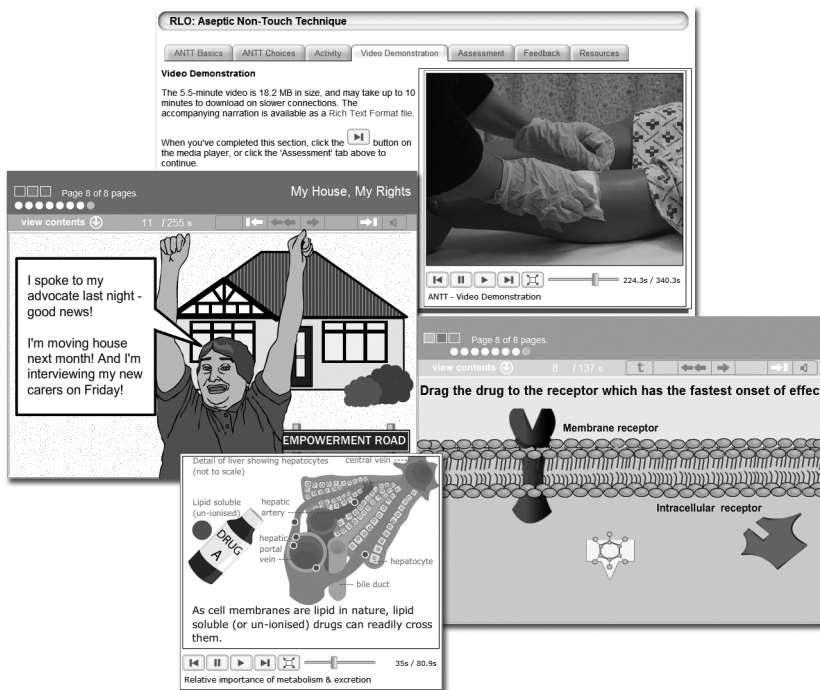 RLO: Aseptic Non-Touch Technique
ANTT Basics ANTT Choices Activity Video Demonstration Assessment Feedback Resources
Video Demonstration
The 5.5-minute video is 18.2 MB in size, and may take up to 10
minutes to download on slower connections. The
accompanying narration is available as a Rich Text Format file.
When you've completed this section, click the button on
the media player, or click the 'Assessment' tab above to
continue.
224.3s / 340.3s
ANTT - Video Demonstration
Page 8 of 8 pages.
My House, My Rights
view contents 11 / 255 s
I spoke to my
advocate last night -
good news!
I'm moving house
next month! And I'm
interviewing my new
carers on Friday!
EMPOWERMENT ROAD
Page 8 of 8 pages.
view contents 8 / 137 s t
Drag the drug to the receptor which has the fastest onset of effec
Membrane receptor
Intracellular receptor
Detail of liver showing hepatocytes
(not to scale)
central vein
Lipid soluble
(un-ionised)
hepatic
artery
DRUG
A
hepatic
portal
vein
hepatocyte
bile duct
As cell membranes are lipid in nature, lipid
soluble (or un-ionised) drugs can readily cross
them.
35s / 80.9s
Relative importance of metabolism & excretion